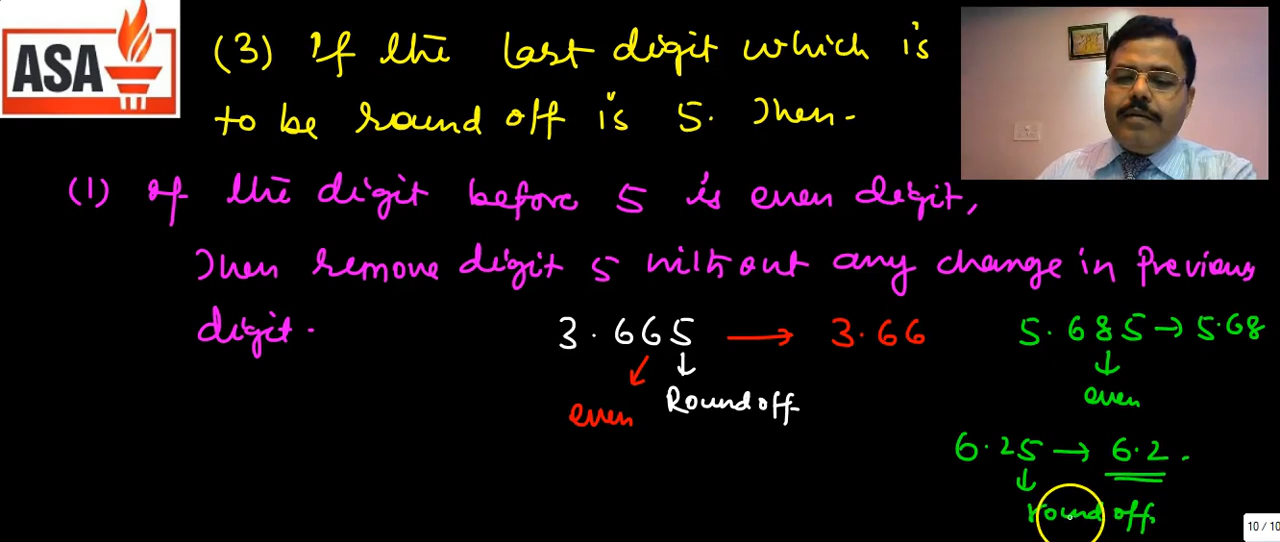 ASA
(3) If the last digit which is
to be round off is 5. Then-
(1) If the digit before 5 is even digit,
Then remove digit 5 without any change in Previous
digit.
3.665 → 3.66
even
Round off
5.685 → 5.68
even
6.25 → 6.2.
round off.
10 / 10